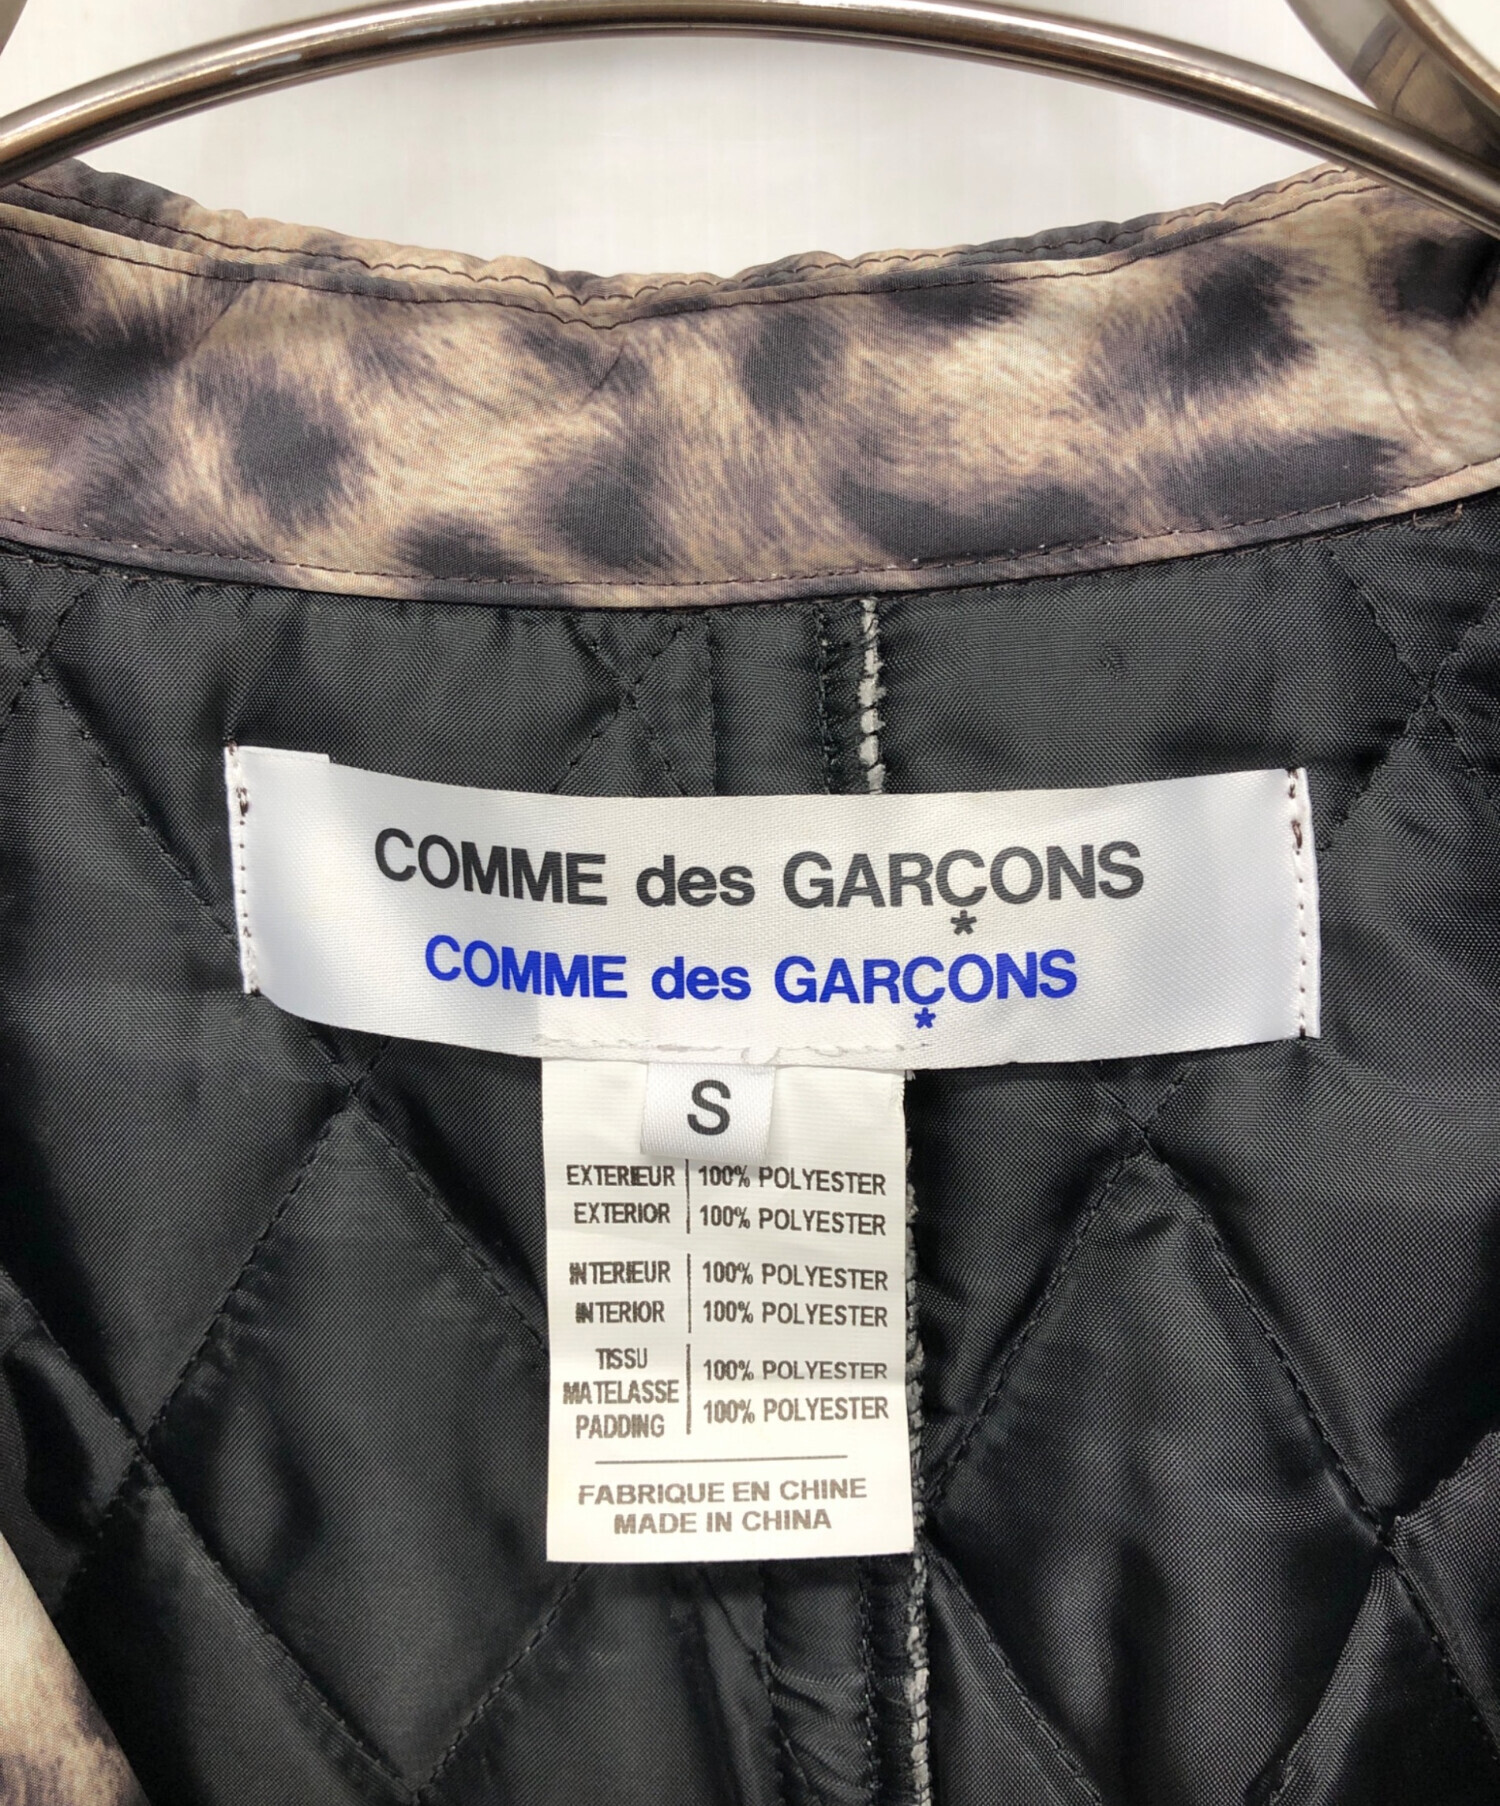 COMME des GARÇONS
*
COMME des GARÇONS
*
S
EXTERIEUR 100% POLYESTER
EXTERIOR 100% POLYESTER
INTERIEUR 100% POLYESTER
INTERIOR 100% POLYESTER
TISSU
MATELASSE 100% POLYESTER
PADDING 100% POLYESTER
FABRIQUE EN CHINE
MADE IN CHINA